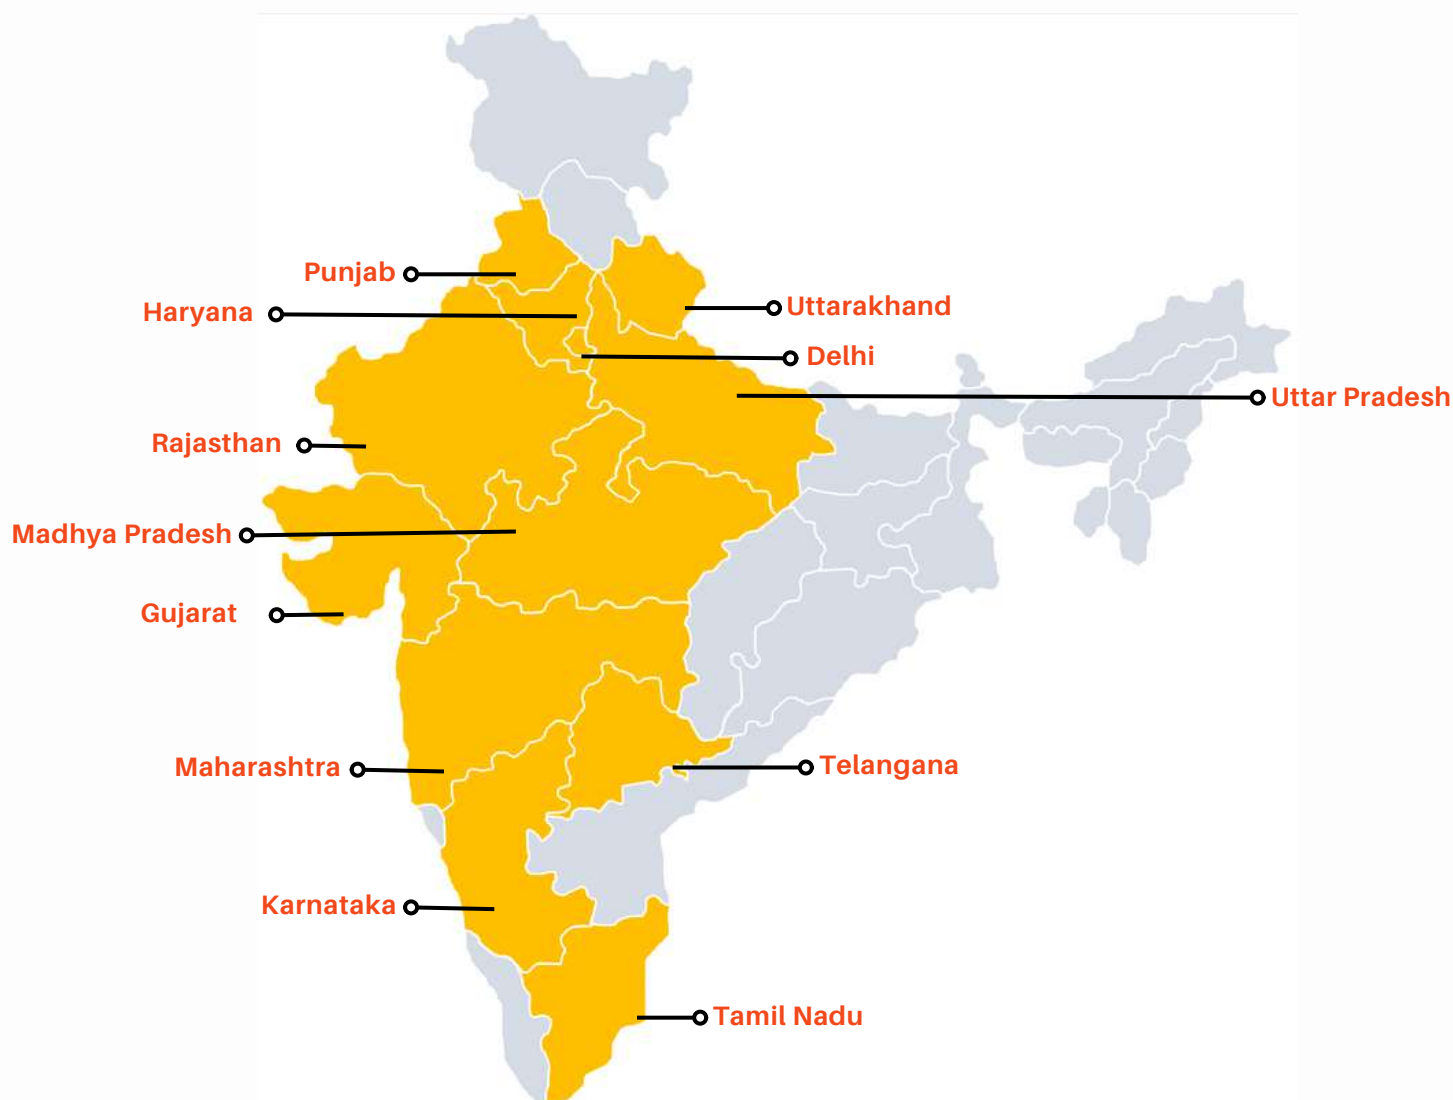 Punjab
Uttarakhand
Haryana
Delhi
Uttar Pradesh
Rajasthan
Madhya Pradesh
Gujarat
Maharashtra
Telangana
Karnataka
Tamil Nadu